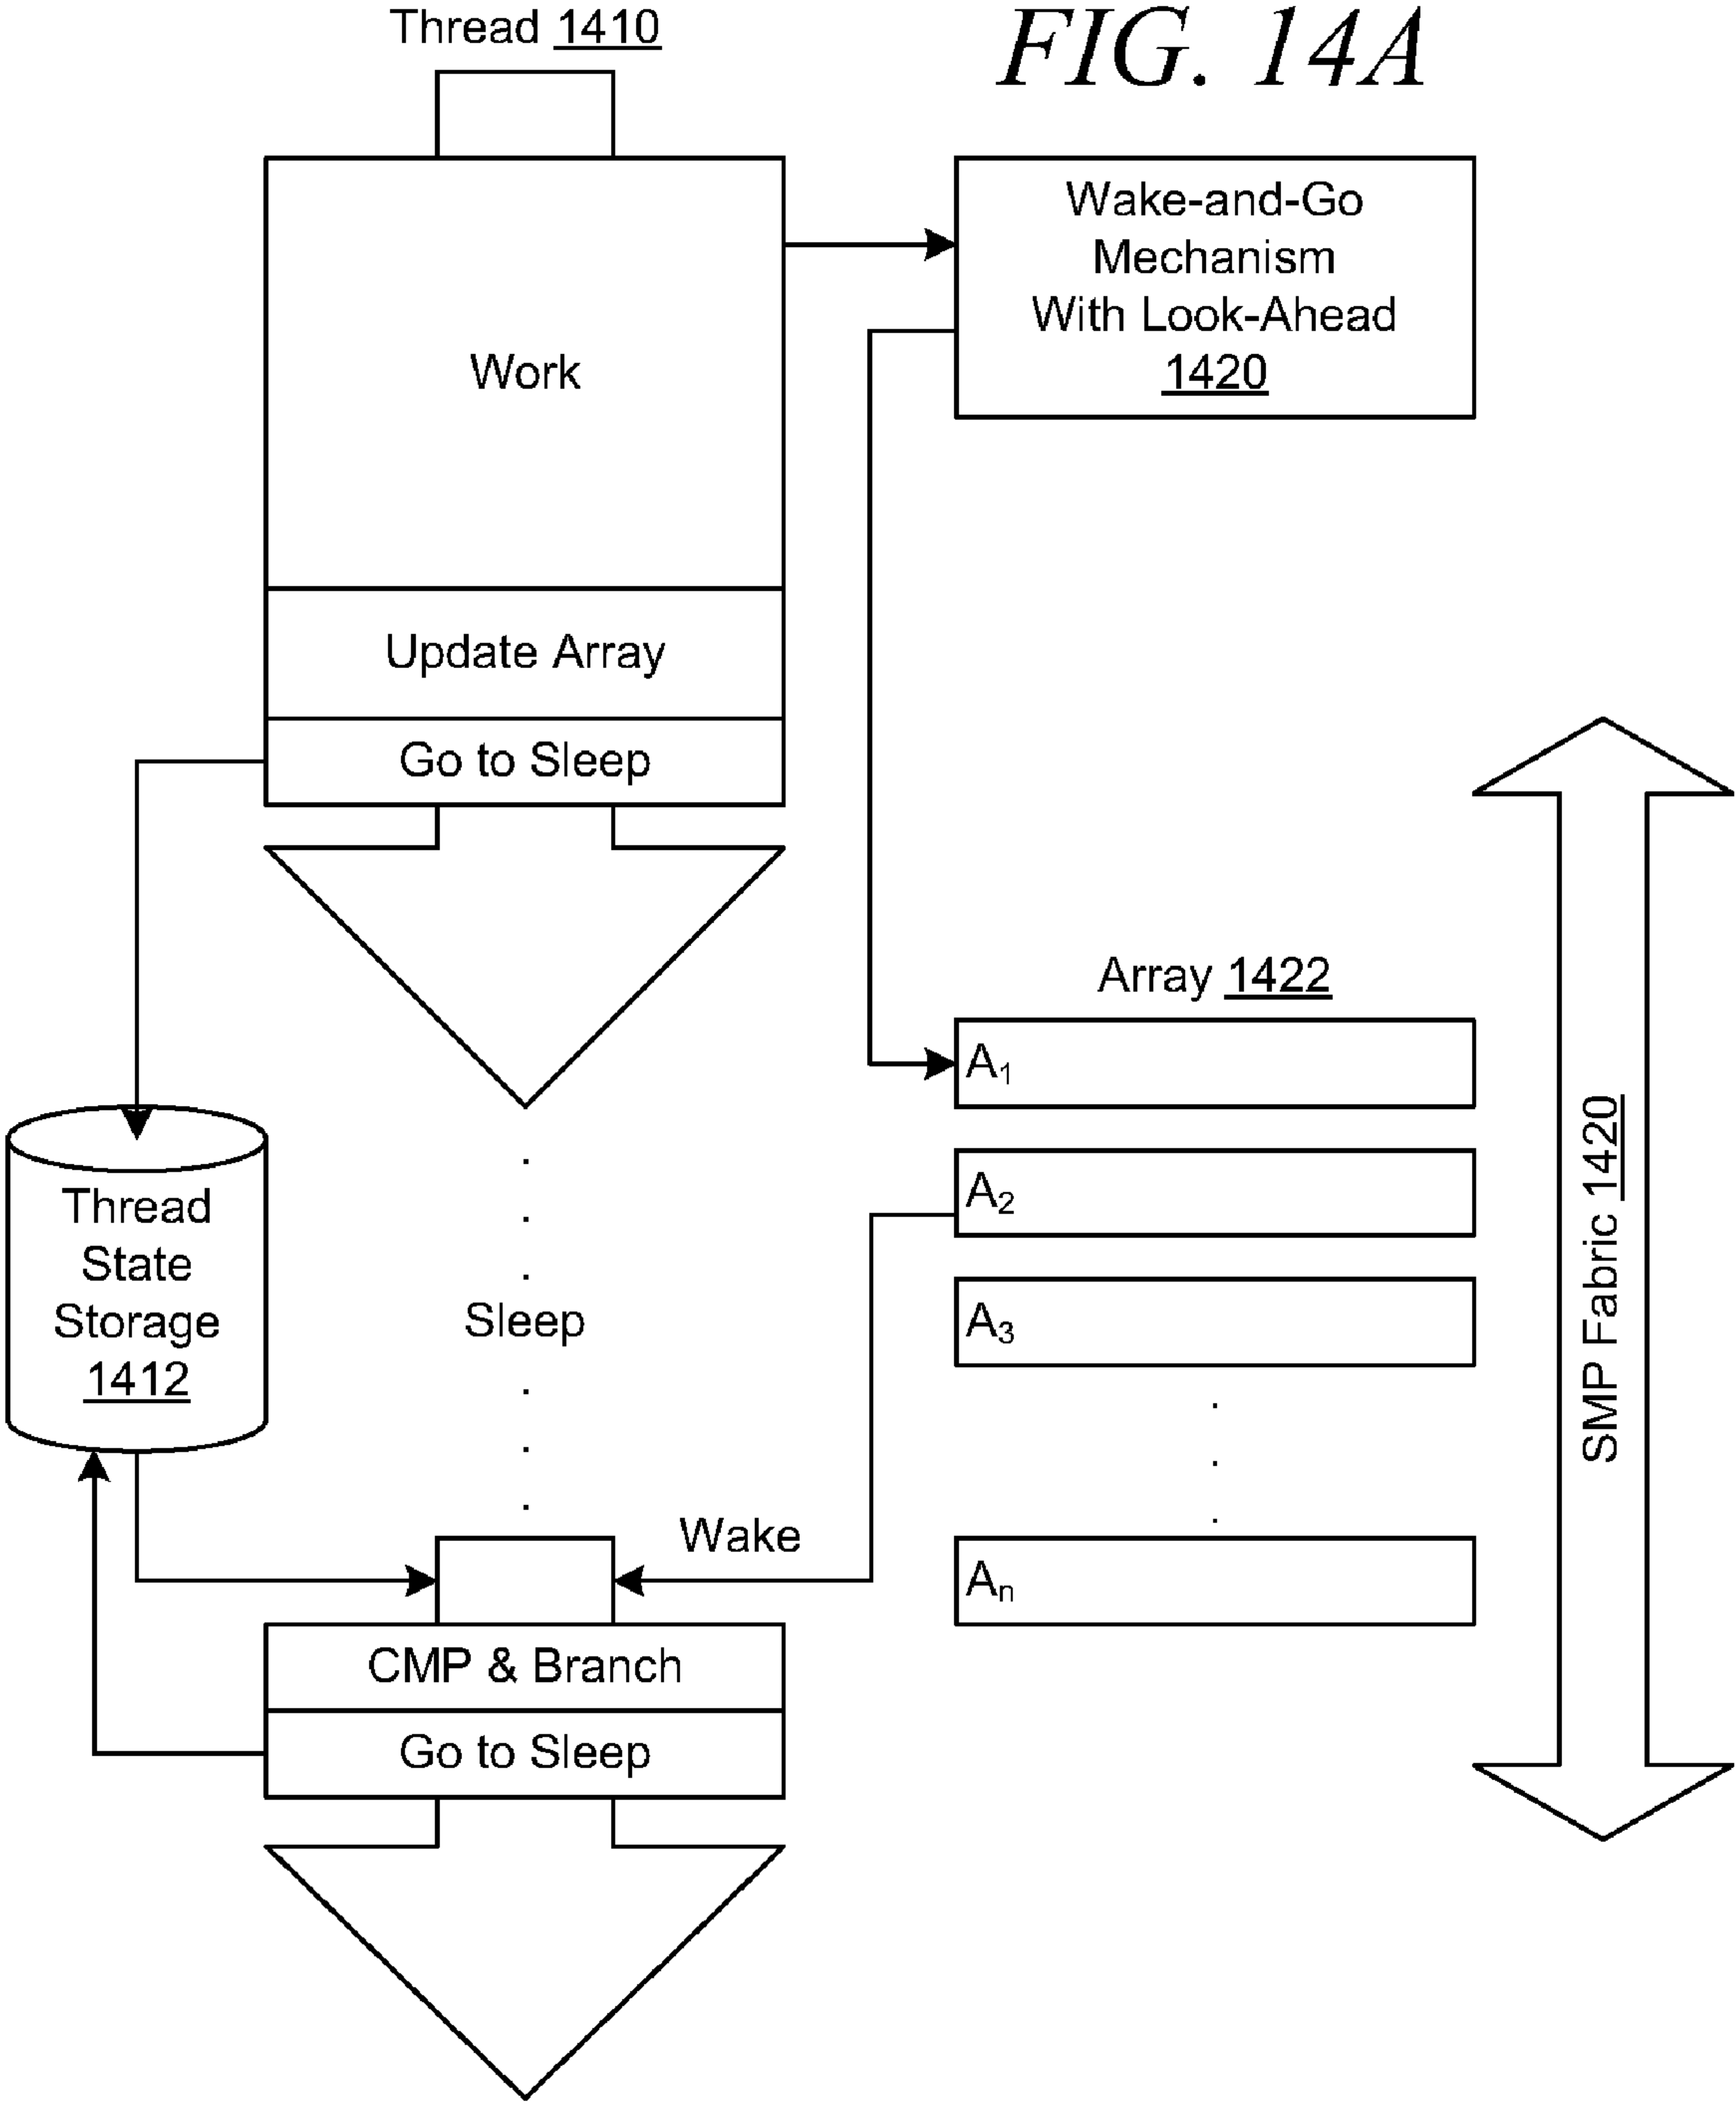 Thread 1410
FIG. 14A
Work
Update Array
Go to Sleep
Wake-and-Go
Mechanism
With Look-Ahead
1420
Array 1422
A1
A2
A3
An
SMP Fabric 1420
Thread
State
Storage
1412
Sleep
Wake
CMP & Branch
Go to Sleep